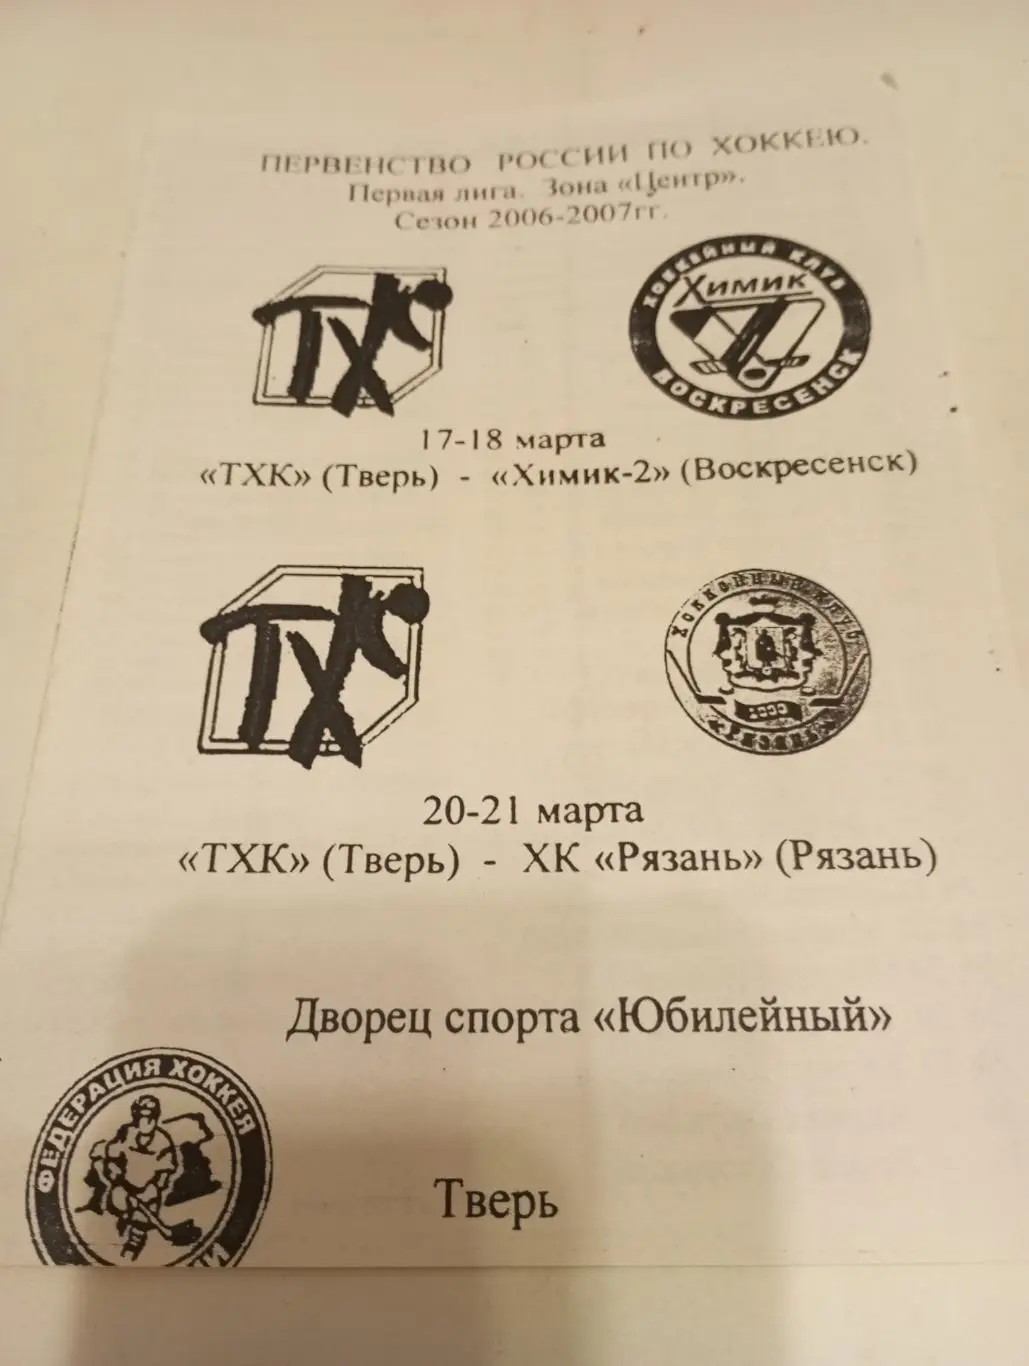 ПЕРВЕНСТВО РОССИИ ПО ХОККЕЮ.
Первая лига. Зона «Центр».
Сезон 2006-2007гг.
ТХК
ХОККЕЙНЫЙ КЛУБ
Химик
ВОСКРЕСЕНСК
17-18 марта
«ТХК» (Тверь) - «Химик-2» (Воскресенск)
ТХК
ХОККЕЙНЫЙ КЛУБ
РЯЗАНЬ
20-21 марта
«ТХК» (Тверь) - ХК «Рязань» (Рязань)
Дворец спорта «Юбилейный»
ФЕДЕРАЦИЯ ХОККЕЯ
Тверь